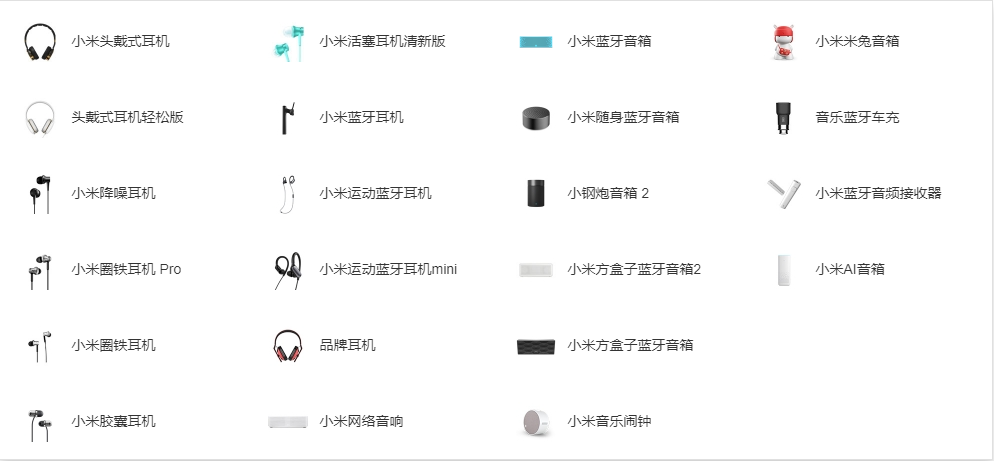 小米头戴式耳机
小米活塞耳机清新版
小米蓝牙音箱
小米米兔音箱
头戴式耳机轻松版
小米蓝牙耳机
小米随身蓝牙音箱
音乐蓝牙车充
小米降噪耳机
小米运动蓝牙耳机
小钢炮音箱 2
小米蓝牙音频接收器
小米圈铁耳机 Pro
小米运动蓝牙耳机mini
小米方盒子蓝牙音箱2
小米AI音箱
小米圈铁耳机
品牌耳机
小米方盒子蓝牙音箱
小米胶囊耳机
小米网络音响
小米音乐闹钟